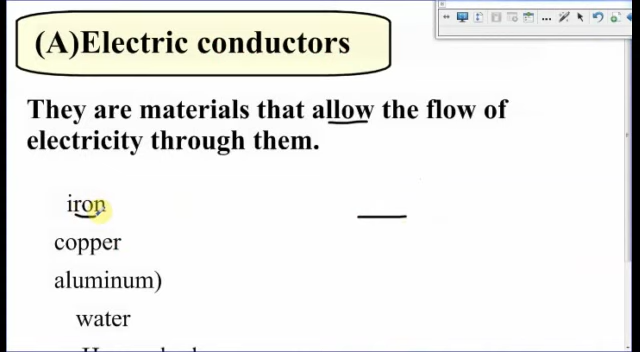 (A)Electric conductors
They are materials that allow the flow of
electricity through them.
iron
copper
aluminum)
water